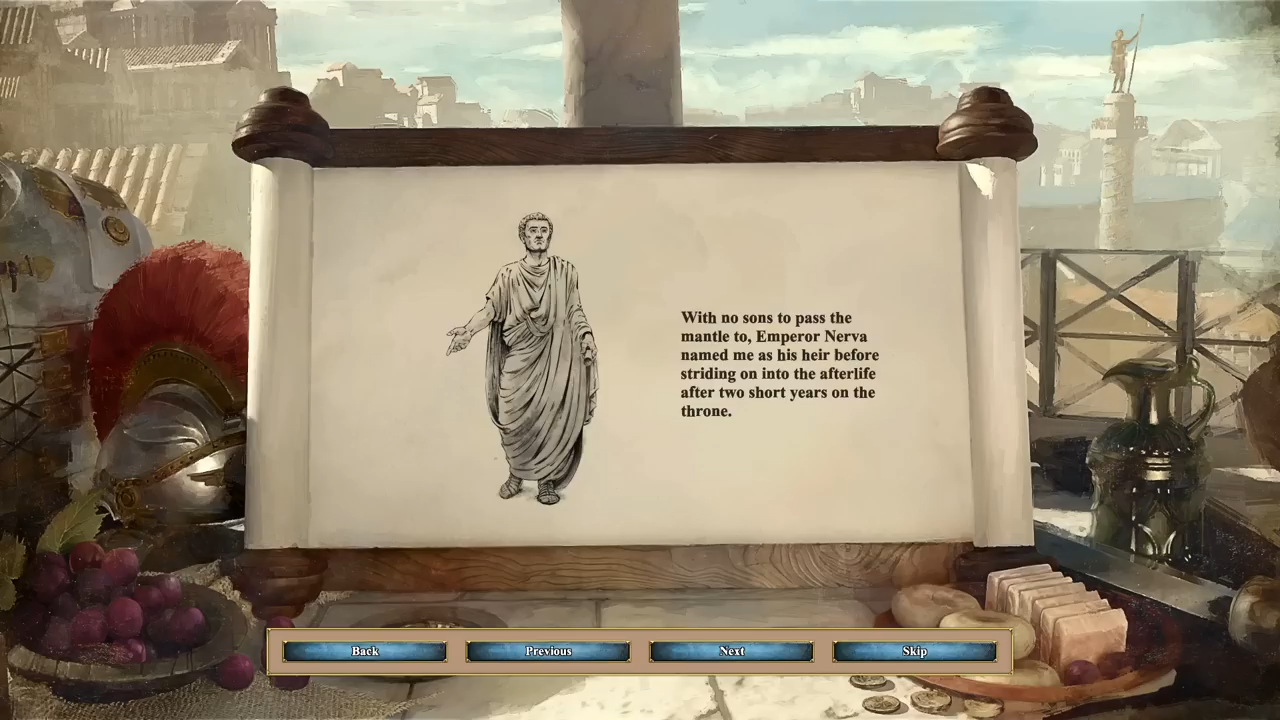 With no sons to pass the
mantle to, Emperor Nerva
named me as his heir before
striding on into the afterlife
after two short years on the
throne.
Back
Previous
Next
Skip